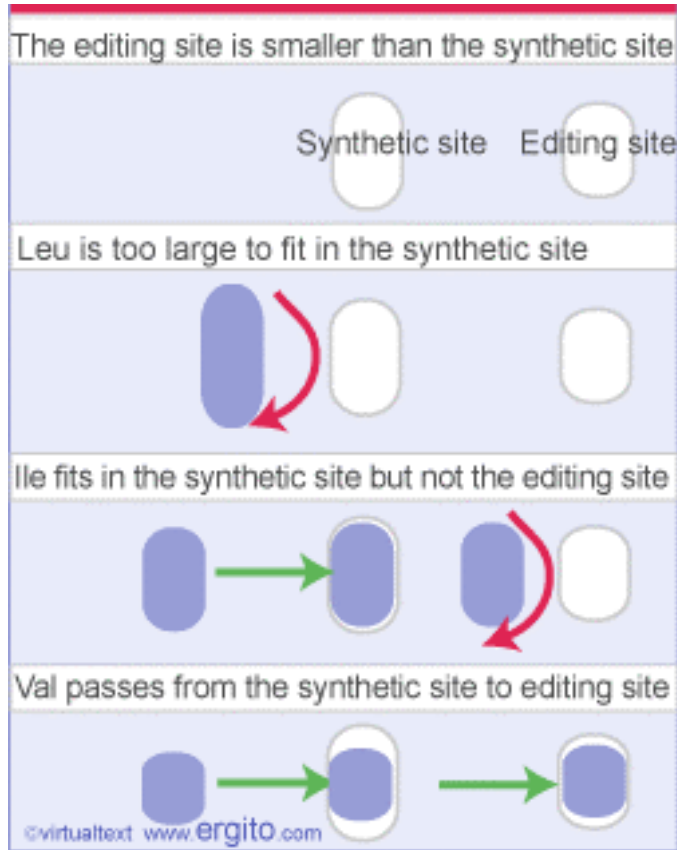 The editing site is smaller than the synthetic site
Synthetic site Editing site
Leu is too large to fit in the synthetic site
Ile fits in the synthetic site but not the editing site
Val passes from the synthetic site to editing site
©virtualtext www.ergito.com